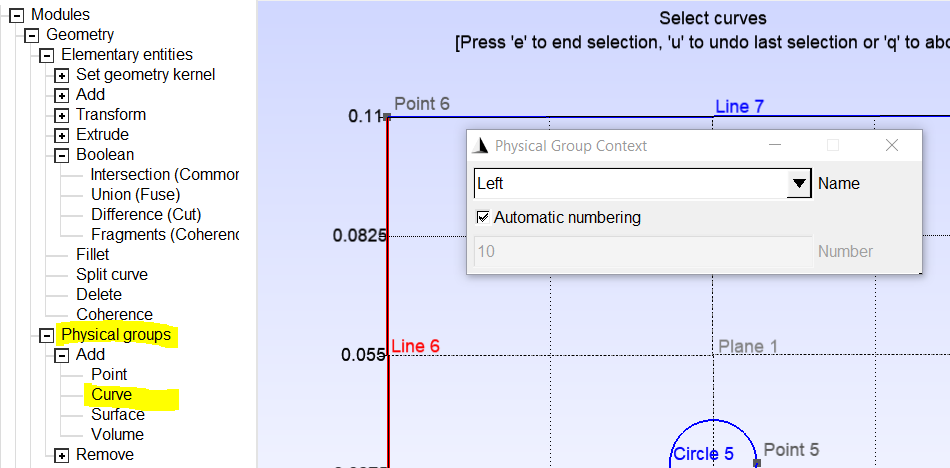 Modules
Geometry
Elementary entities
Set geometry kernel
Add
Transform
Extrude
Boolean
Intersection (Common
Union (Fuse)
Difference (Cut)
Fragments (Coherenc
Fillet
Split curve
Delete
Coherence
Physical groups
Add
Point
Curve
Surface
Volume
Remove
Select curves
[Press 'e' to end selection, 'u' to undo last selection or 'q' to abo
Point 6
Line 7
0.11
Physical Group Context
Left
Name
Automatic numbering
10
Number
0.0825
0.055
Line 6
Plane 1
Circle 5
Point 5